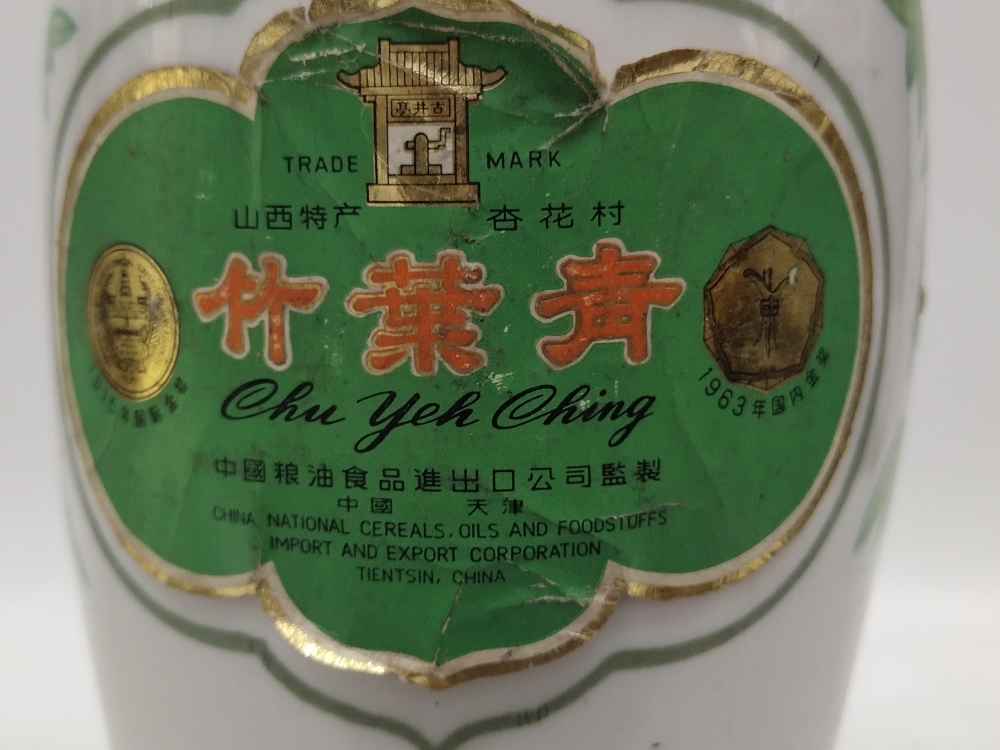 亭井古
TRADE MARK
山西特产 杏花村
竹葉青
Chu Yeh Ching
1963年国内金奖
中國粮油食品進出口公司監製
中國 天津
CHINA NATIONAL CEREALS, OILS AND FOODSTUFFS
IMPORT AND EXPORT CORPORATION
TIENTSIN, CHINA